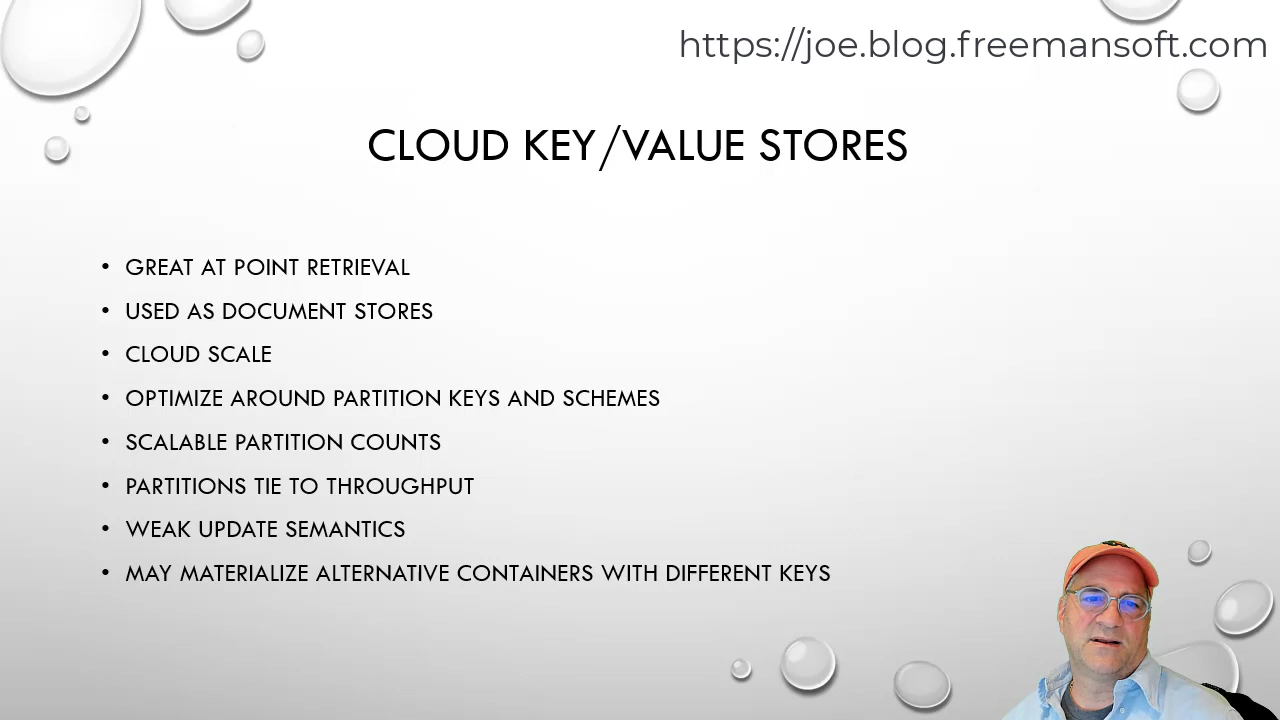 https://joe.blog.freemansoft.com
CLOUD KEY/VALUE STORES
• GREAT AT POINT RETRIEVAL
• USED AS DOCUMENT STORES
• CLOUD SCALE
• OPTIMIZE AROUND PARTITION KEYS AND SCHEMES
• SCALABLE PARTITION COUNTS
• PARTITIONS TIE TO THROUGHPUT
• WEAK UPDATE SEMANTICS
• MAY MATERIALIZE ALTERNATIVE CONTAINERS WITH DIFFERENT KEYS